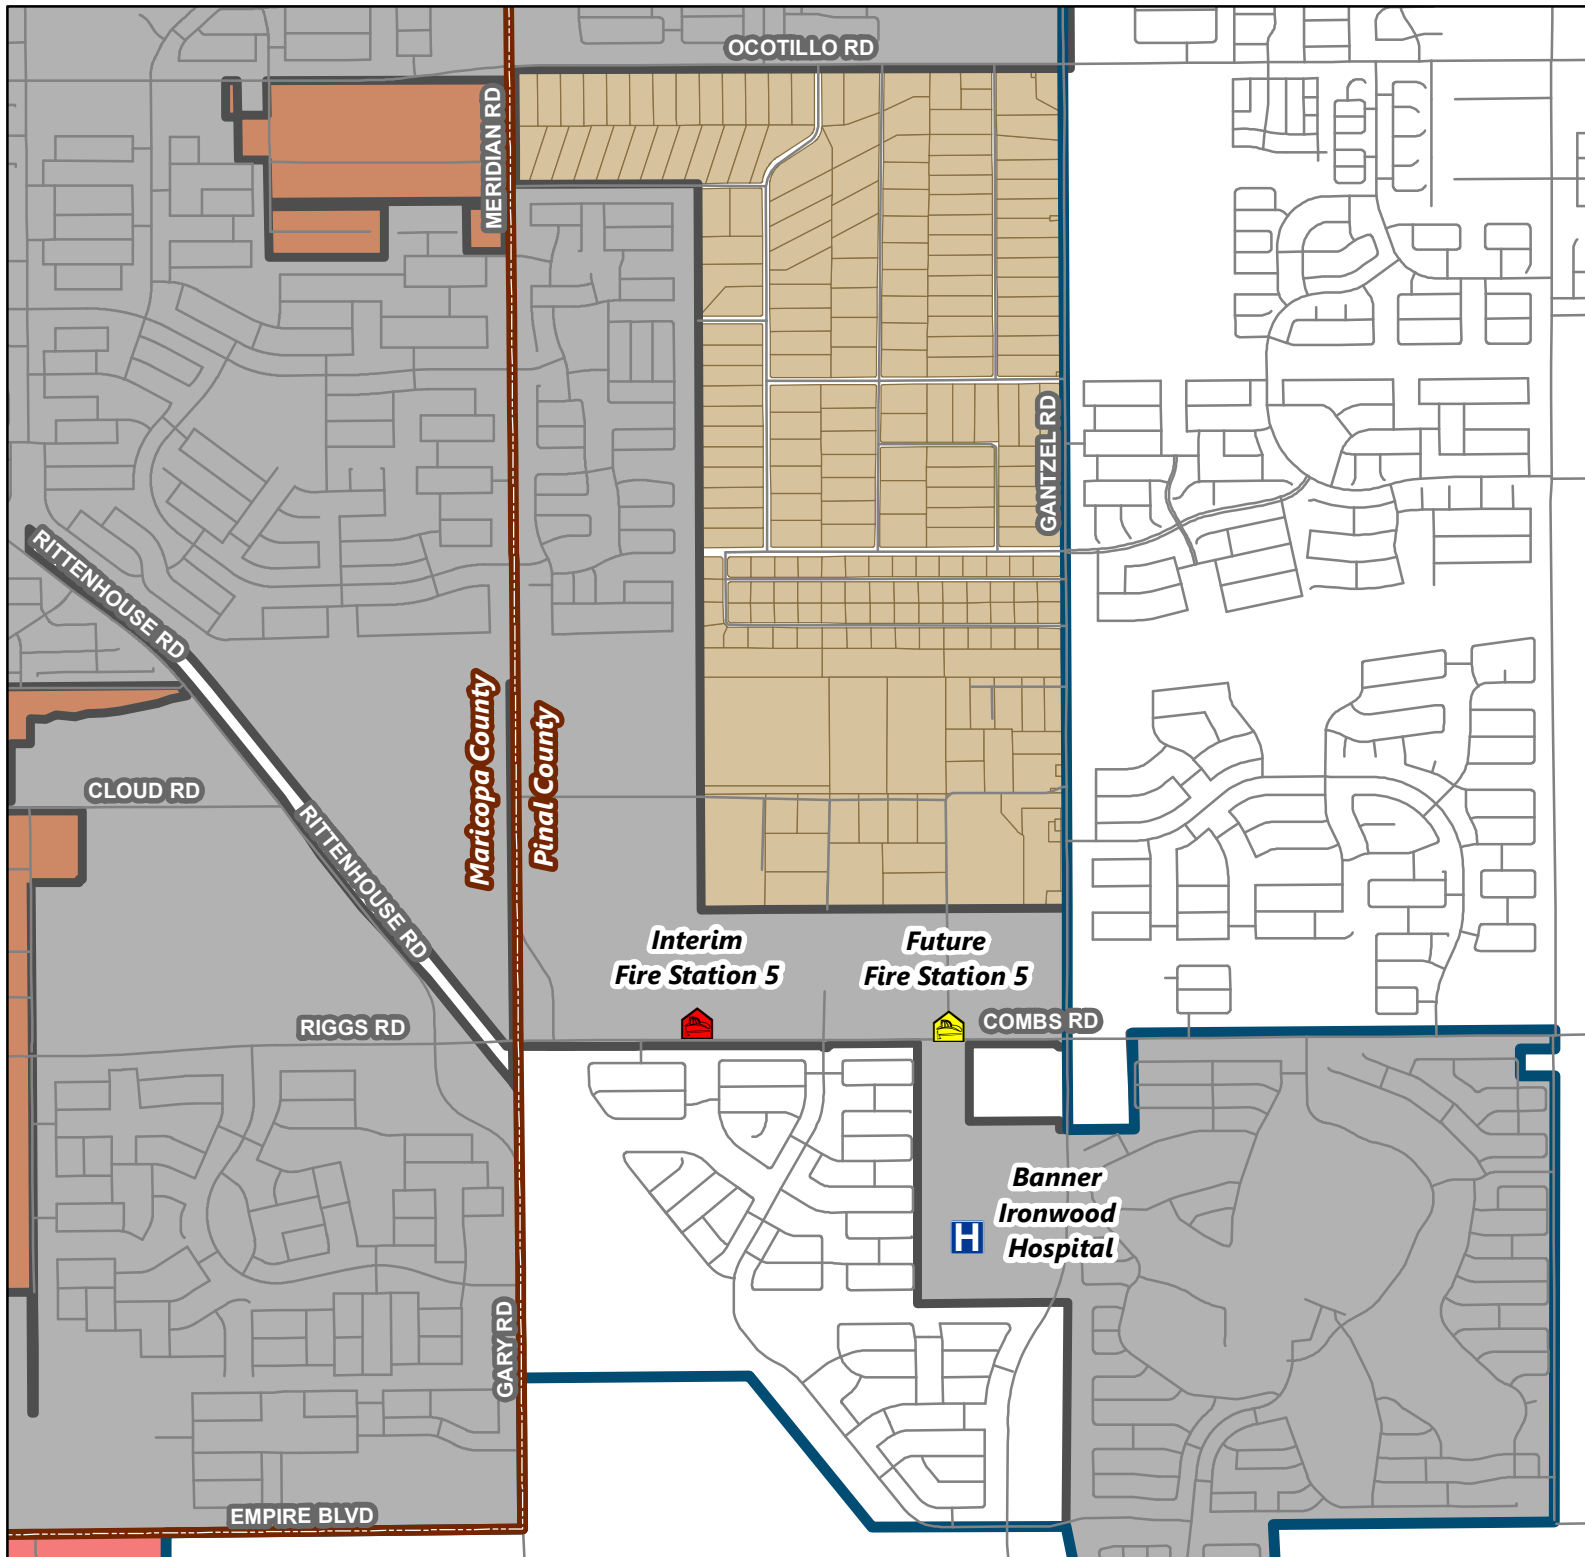 OCOTILLO RD
MERIDIAN RD
GANTZEL RD
RITTENHOUSE RD
Maricopa County
Pinal County
CLOUD RD
RITTENHOUSE RD
Interim
Fire Station 5
Future
Fire Station 5
RIGGS RD
COMBS RD
Banner
Ironwood
Hospital
H
GARY RD
EMPIRE BLVD